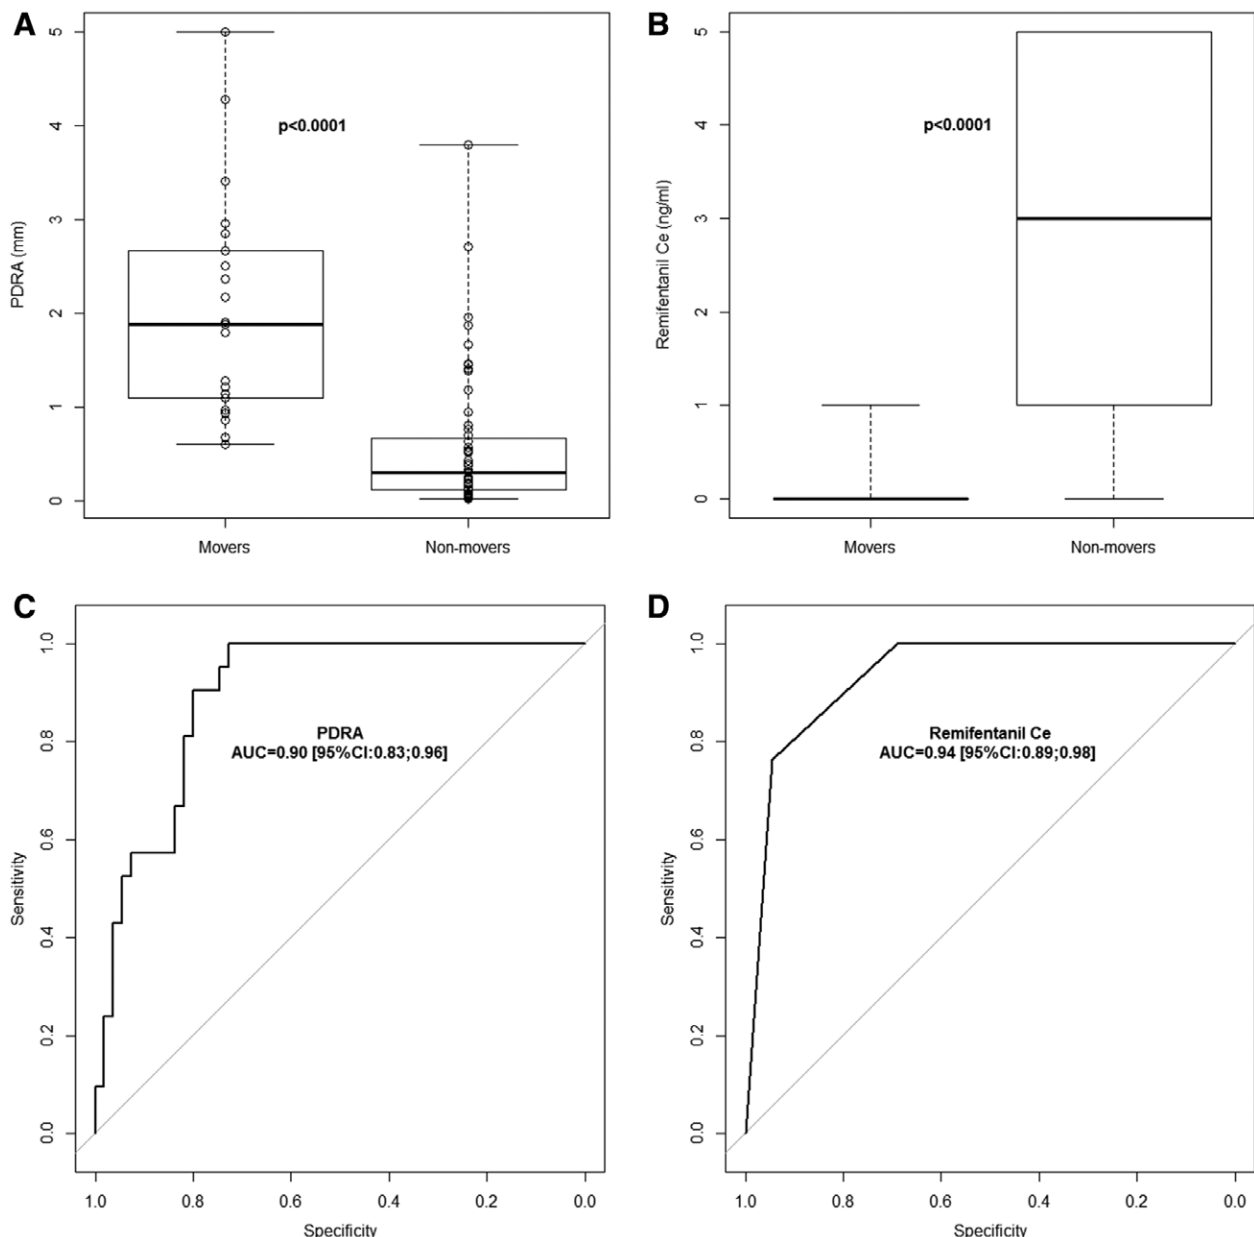 A
PDRA (mm)
5
4
3
2
1
0
p<0.0001
Movers
Non-movers
B
Remifentanil Ce (ng/ml)
5
4
3
2
1
0
p<0.0001
Movers
Non-movers
C
Sensitivity
1.0
0.8
0.6
0.4
0.2
0.0
PDRA
AUC=0.90 [95%CI:0.83;0.96]
1.0 0.8 0.6 0.4 0.2 0.0
Specificity
D
Sensitivity
1.0
0.8
0.6
0.4
0.2
0.0
Remifentanil Ce
AUC=0.94 [95%CI:0.89;0.98]
1.0 0.8 0.6 0.4 0.2 0.0
Specificity